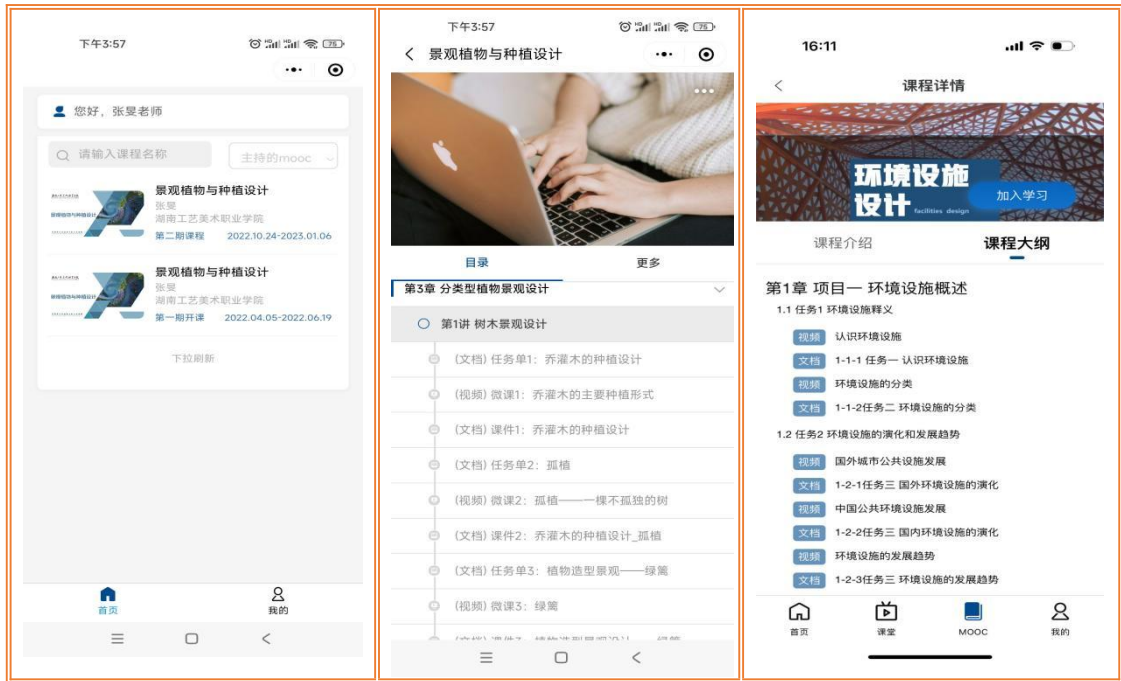 下午3:57
75
您好，张旻老师
请输入课程名称
主持的mooc
景观植物与种植设计
张旻
湖南工艺美术职业学院
第二期课程 2022.10.24-2023.01.06
景观植物与种植设计
张旻
湖南工艺美术职业学院
第一期开课 2022.04.05-2022.06.19
下拉刷新
首页
我的
下午3:57
75
景观植物与种植设计
目录
更多
第3章 分类型植物景观设计
第1讲 树木景观设计
(文档) 任务单1：乔灌木的种植设计
(视频) 微课1：乔灌木的主要种植形式
(文档) 课件1：乔灌木的种植设计
(文档) 任务单2：孤植
(视频) 微课2：孤植——一棵不孤独的树
(文档) 课件2：乔灌木的种植设计_孤植
(文档) 任务单3：植物造型景观——绿篱
(视频) 微课3：绿篱
16:11
课程详情
环境设施
设计 facilities design
加入学习
课程介绍
课程大纲
第1章 项目一 环境设施概述
1.1 任务1 环境设施释义
视频 认识环境设施
文档 1-1-1 任务一 认识环境设施
视频 环境设施的分类
文档 1-1-2任务二 环境设施的分类
1.2 任务2 环境设施的演化和发展趋势
视频 国外城市公共设施发展
文档 1-2-1任务三 国外环境设施的演化
视频 中国公共环境设施发展
文档 1-2-2任务三 国内环境设施的演化
视频 环境设施的发展趋势
文档 1-2-3任务三 环境设施的发展趋势
首页
课堂
MOOC
我的